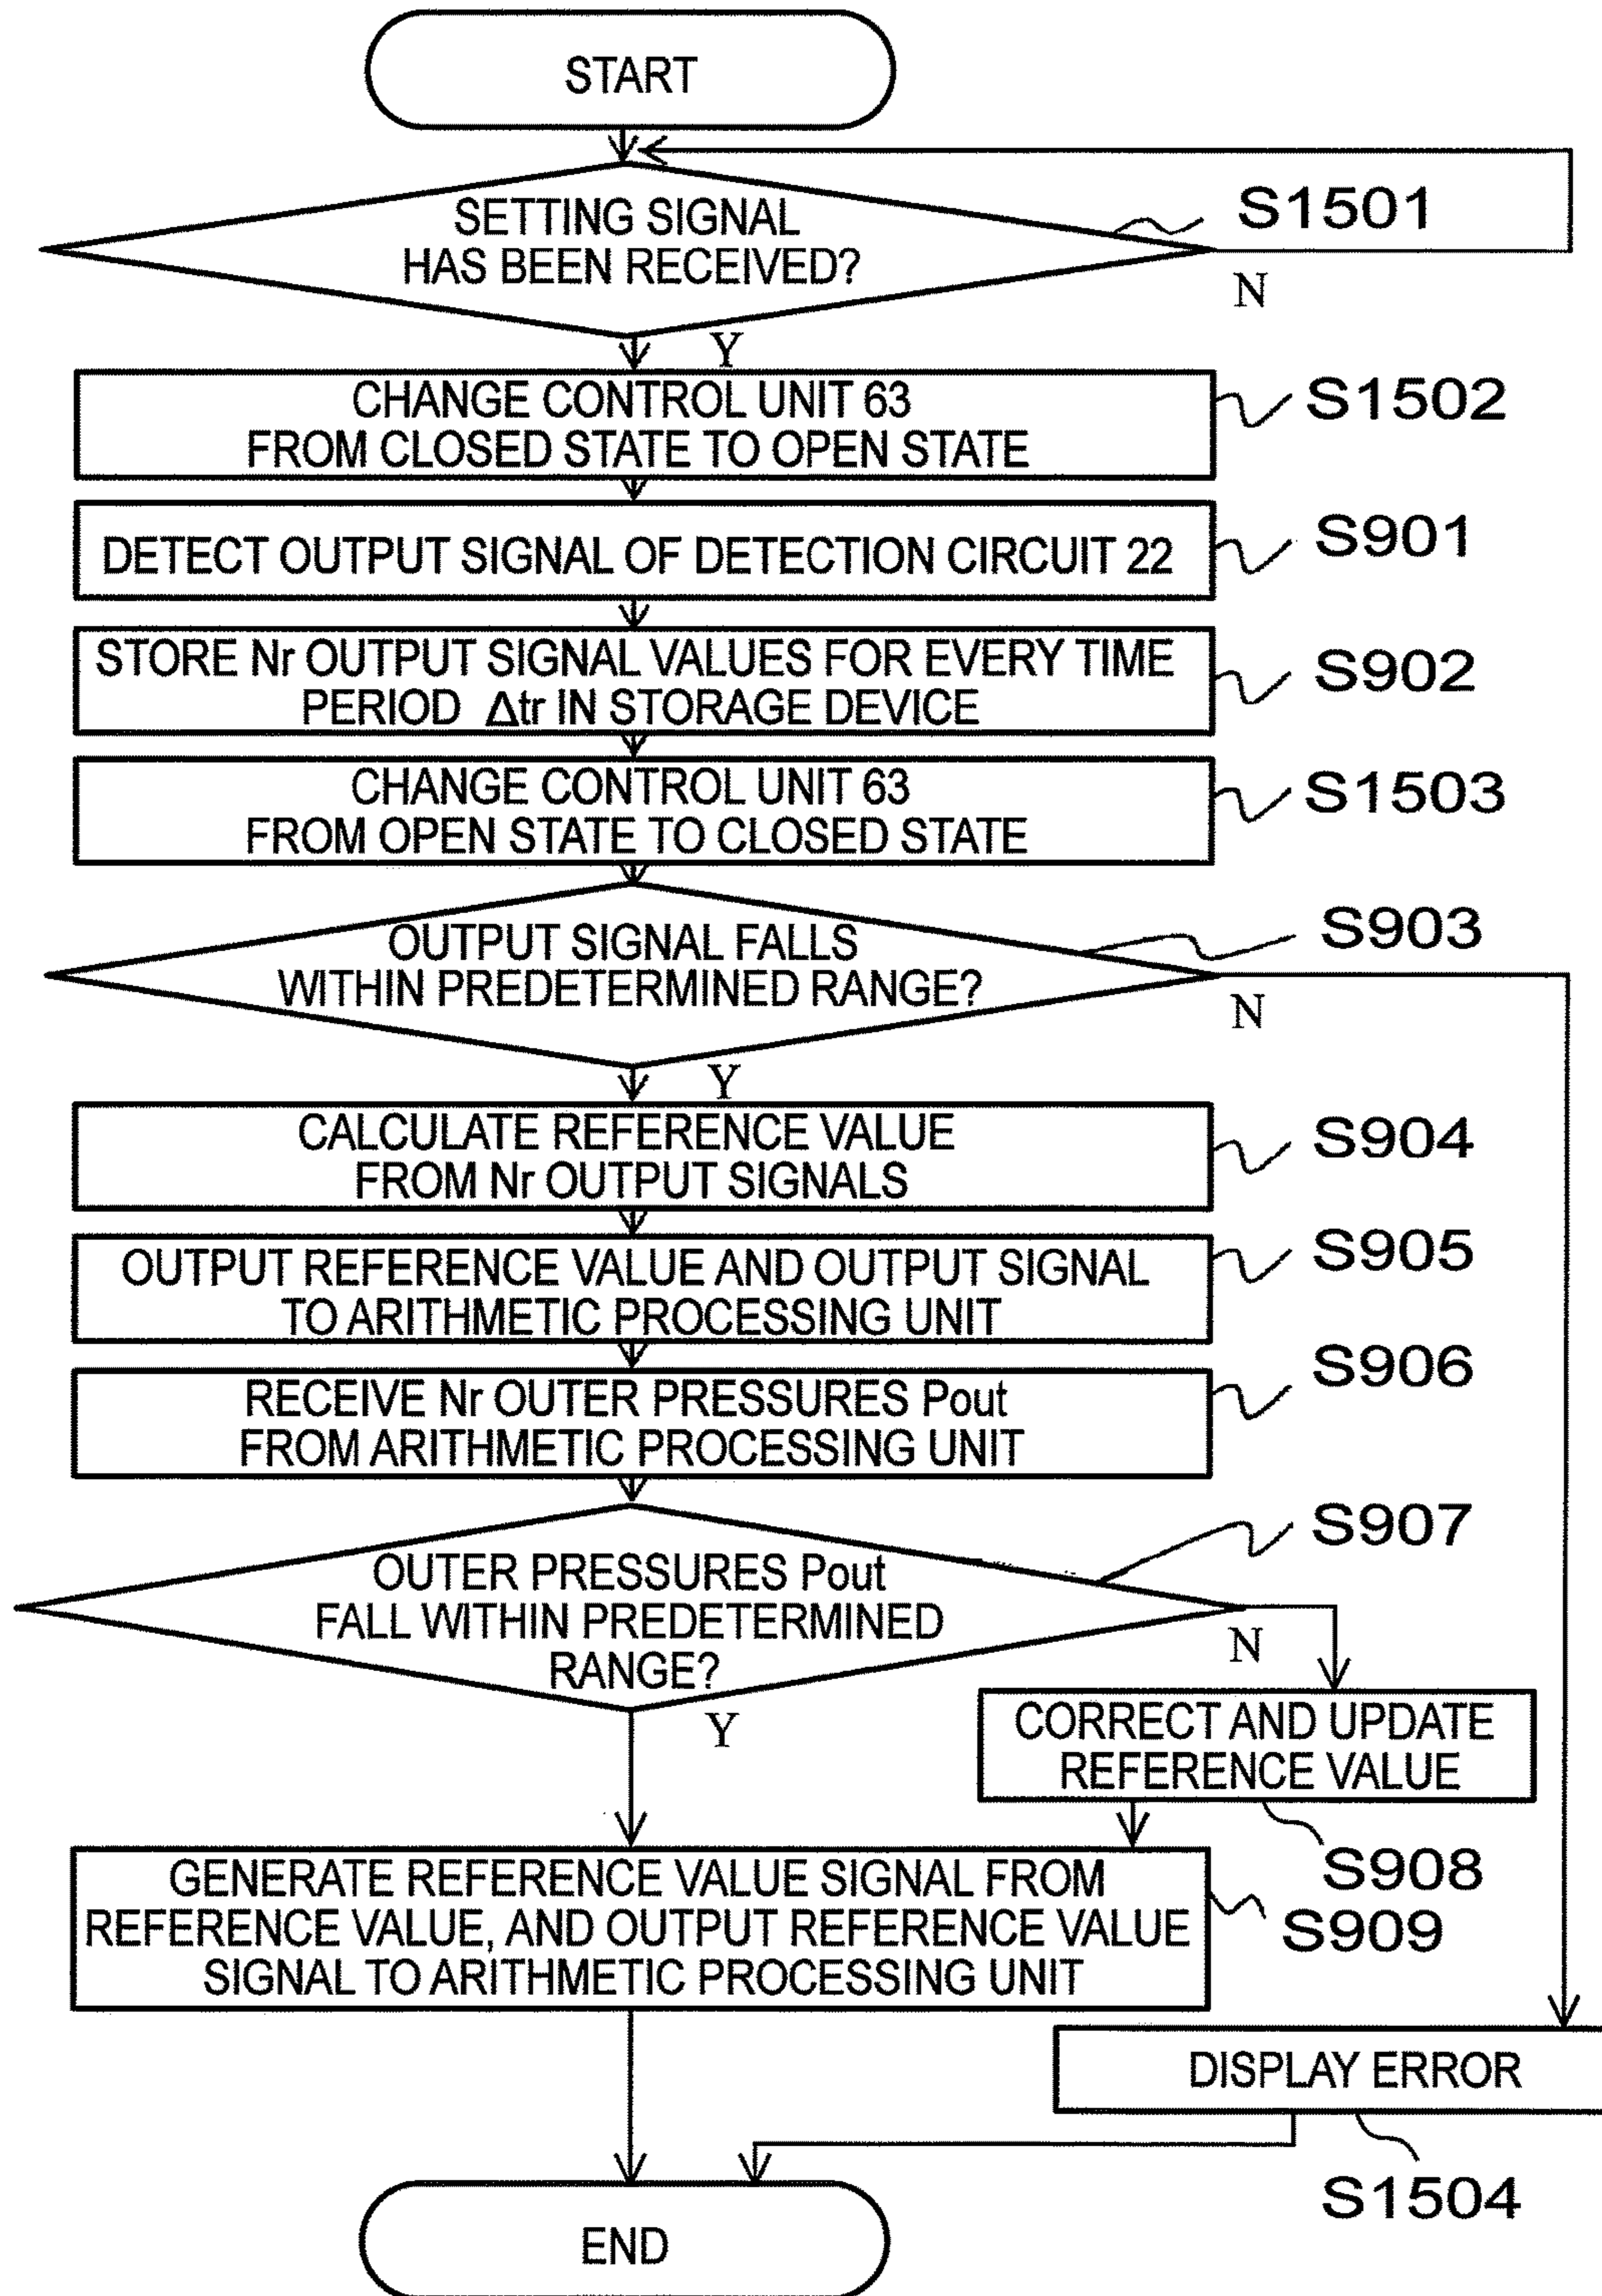 START
SETTING SIGNAL
HAS BEEN RECEIVED?
S1501
N
Y
CHANGE CONTROL UNIT 63
FROM CLOSED STATE TO OPEN STATE
S1502
DETECT OUTPUT SIGNAL OF DETECTION CIRCUIT 22
S901
STORE Nr OUTPUT SIGNAL VALUES FOR EVERY TIME
PERIOD Δtr IN STORAGE DEVICE
S902
CHANGE CONTROL UNIT 63
FROM OPEN STATE TO CLOSED STATE
S1503
OUTPUT SIGNAL FALLS
WITHIN PREDETERMINED RANGE?
S903
N
Y
CALCULATE REFERENCE VALUE
FROM Nr OUTPUT SIGNALS
S904
OUTPUT REFERENCE VALUE AND OUTPUT SIGNAL
TO ARITHMETIC PROCESSING UNIT
S905
RECEIVE Nr OUTER PRESSURES Pout
FROM ARITHMETIC PROCESSING UNIT
S906
OUTER PRESSURES Pout
FALL WITHIN PREDETERMINED
RANGE?
S907
N
Y
CORRECT AND UPDATE
REFERENCE VALUE
S908
GENERATE REFERENCE VALUE SIGNAL FROM
REFERENCE VALUE, AND OUTPUT REFERENCE VALUE
SIGNAL TO ARITHMETIC PROCESSING UNIT
S909
DISPLAY ERROR
S1504
END